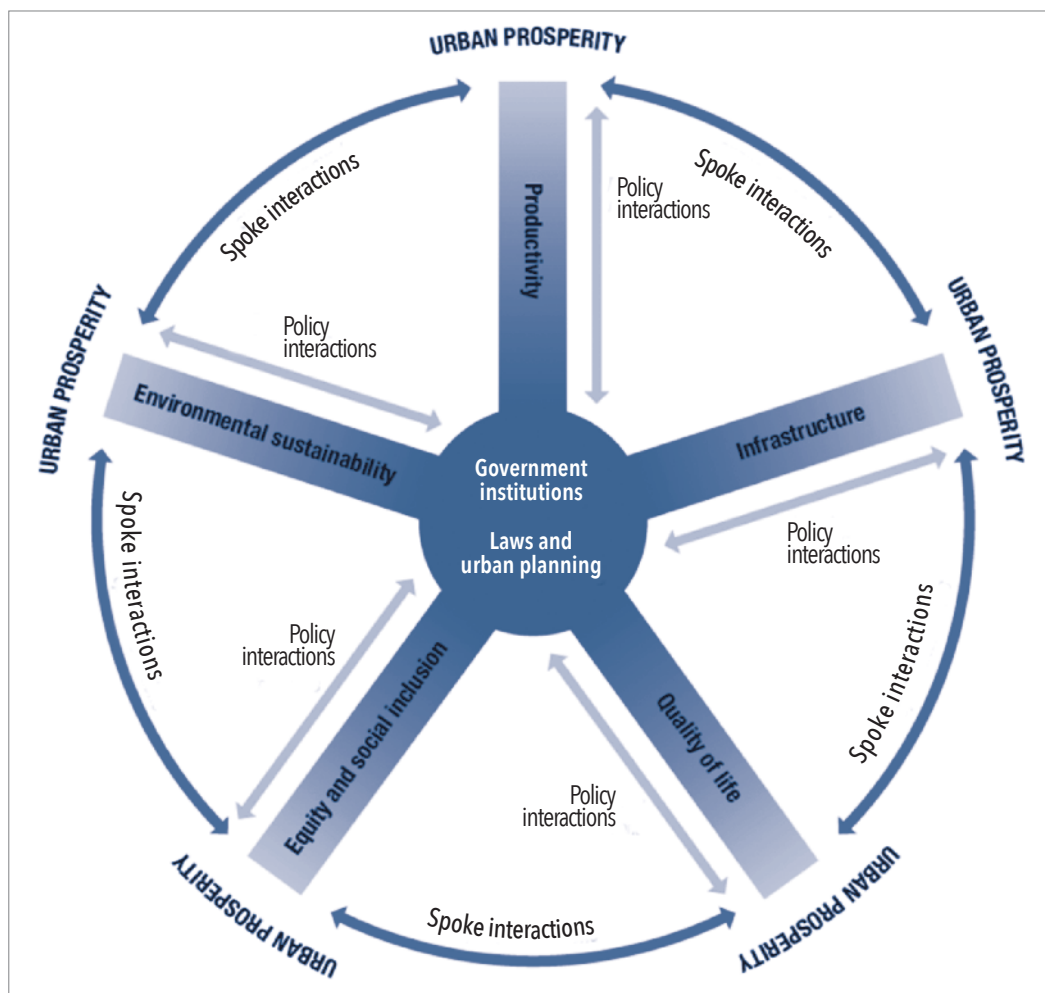 URBAN PROSPERITY
Spoke interactions
Productivity
Policy
interactions
Spoke interactions
URBAN PROSPERITY
Policy
interactions
Environmental sustainability
Infrastructure
URBAN PROSPERITY
Government
institutions
Laws and
urban planning
Policy
interactions
Spoke interactions
Policy
interactions
Equity and social inclusion
Quality of life
Spoke interactions
Policy
interactions
URBAN PROSPERITY
Spoke interactions
URBAN PROSPERITY